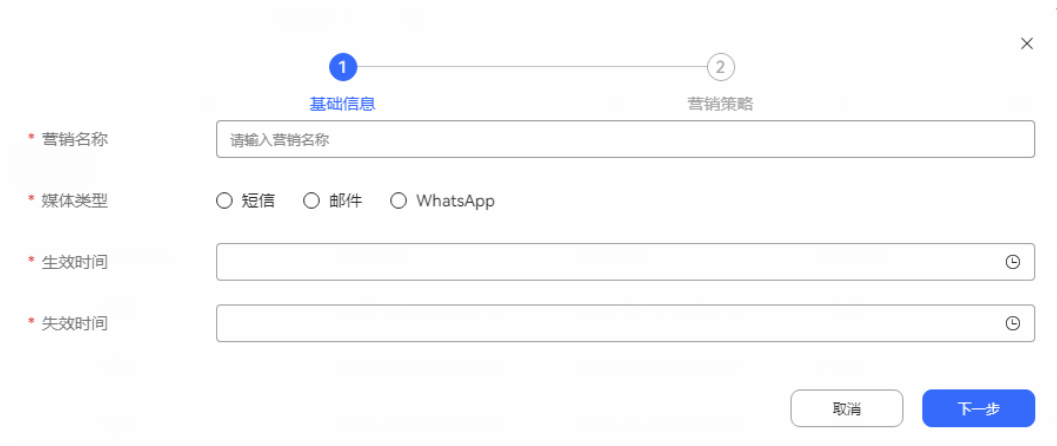 1
2
基础信息
营销策略
* 营销名称
请输入营销名称
* 媒体类型
短信 邮件 WhatsApp
* 生效时间
* 失效时间
取消
下一步